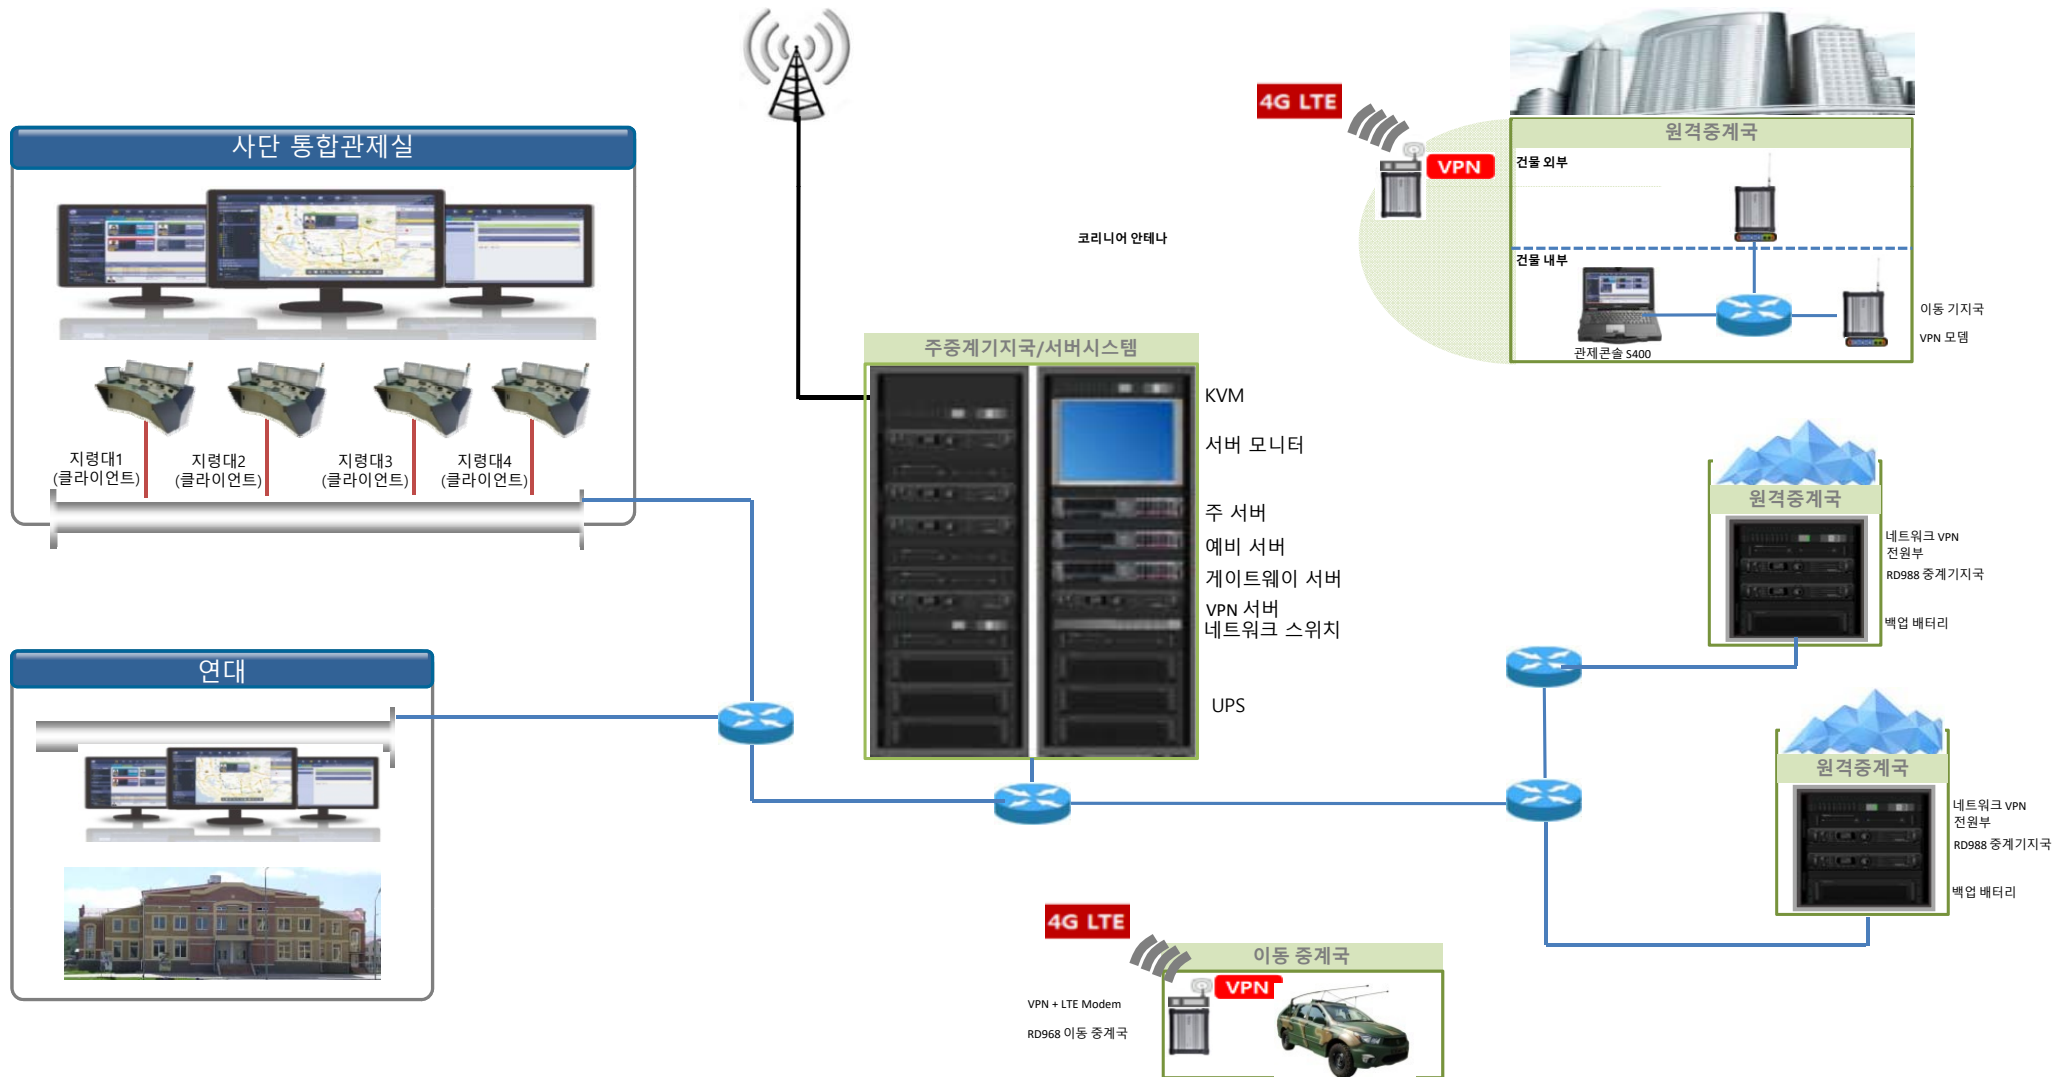 사단 통합관제실
지령대1
(클라이언트)
지령대2
(클라이언트)
지령대3
(클라이언트)
지령대4
(클라이언트)
연대
코리니어 안테나
주중계기지국/서버시스템
KVM
서버 모니터
주 서버
예비 서버
게이트웨이 서버
VPN 서버
네트워크 스위치
UPS
4G LTE
VPN
원격중계국
건물 외부
건물 내부
관제콘솔 S400
이동 기지국
VPN 모뎀
원격중계국
네트워크 VPN
전원부
RD988 중계기지국
백업 배터리
원격중계국
네트워크 VPN
전원부
RD988 중계기지국
백업 배터리
4G LTE
이동 중계국
VPN
VPN + LTE Modem
RD968 이동 중계국